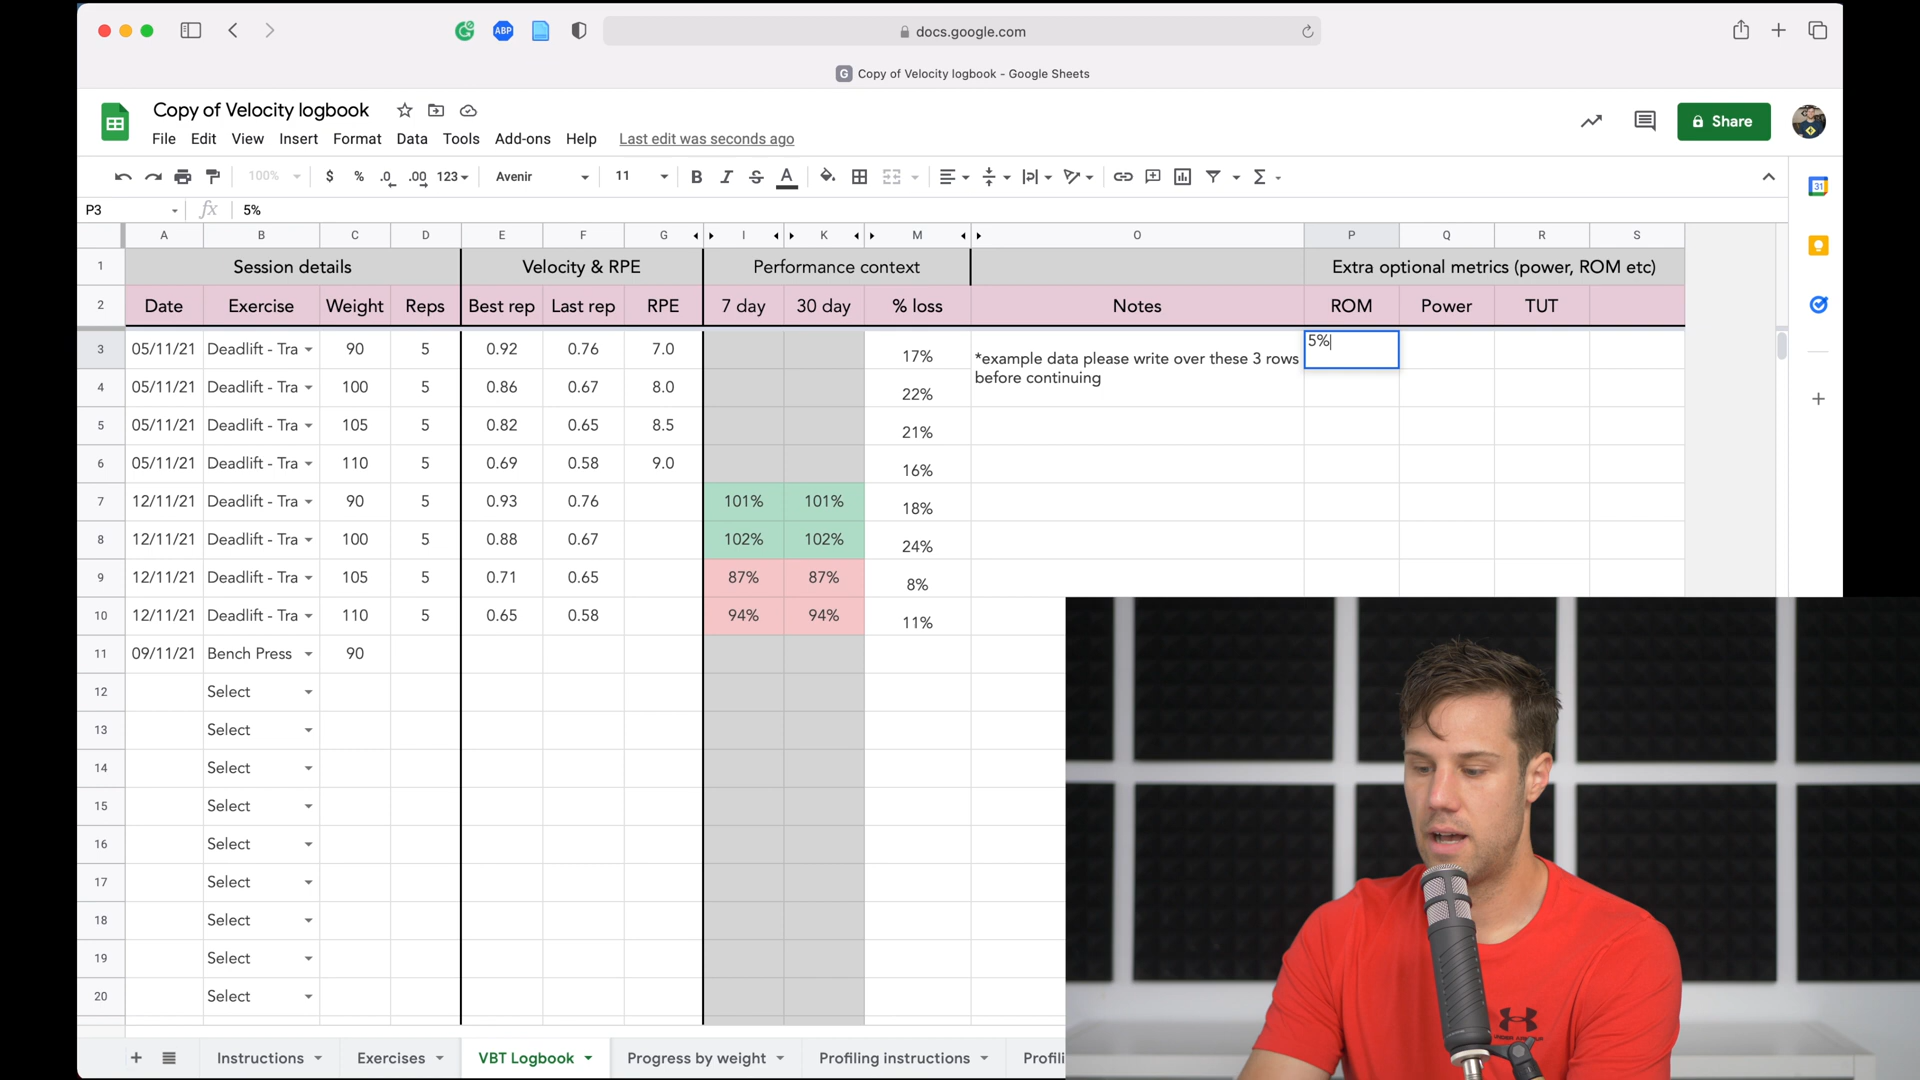 ABP
docs.google.com
G Copy of Velocity logbook - Google Sheets
Copy of Velocity logbook
File Edit View Insert Format Data Tools Add-ons Help Last edit was seconds ago
Share
100% $ % .0 .00 123 Avenir 11 B I S A Σ
31
P3 fx 5%
A B C D E F G I K M O P Q R S
1 Session details Velocity & RPE Performance context Extra optional metrics (power, ROM etc)
2 Date Exercise Weight Reps Best rep Last rep RPE 7 day 30 day % loss Notes ROM Power TUT
3 05/11/21 Deadlift - Tra 90 5 0.92 0.76 7.0 17% *example data please write over these 3 rows 5%
before continuing
4 05/11/21 Deadlift - Tra 100 5 0.86 0.67 8.0 22%
5 05/11/21 Deadlift - Tra 105 5 0.82 0.65 8.5 21%
6 05/11/21 Deadlift - Tra 110 5 0.69 0.58 9.0 16%
7 12/11/21 Deadlift - Tra 90 5 0.93 0.76 101% 101% 18%
8 12/11/21 Deadlift - Tra 100 5 0.88 0.67 102% 102% 24%
9 12/11/21 Deadlift - Tra 105 5 0.71 0.65 87% 87% 8%
10 12/11/21 Deadlift - Tra 110 5 0.65 0.58 94% 94% 11%
11 09/11/21 Bench Press 90
12 Select
13 Select
14 Select
15 Select
16 Select
17 Select
18 Select
19 Select
20 Select
UNDER ARMOUR
Instructions Exercises VBT Logbook Progress by weight Profiling instructions Profili